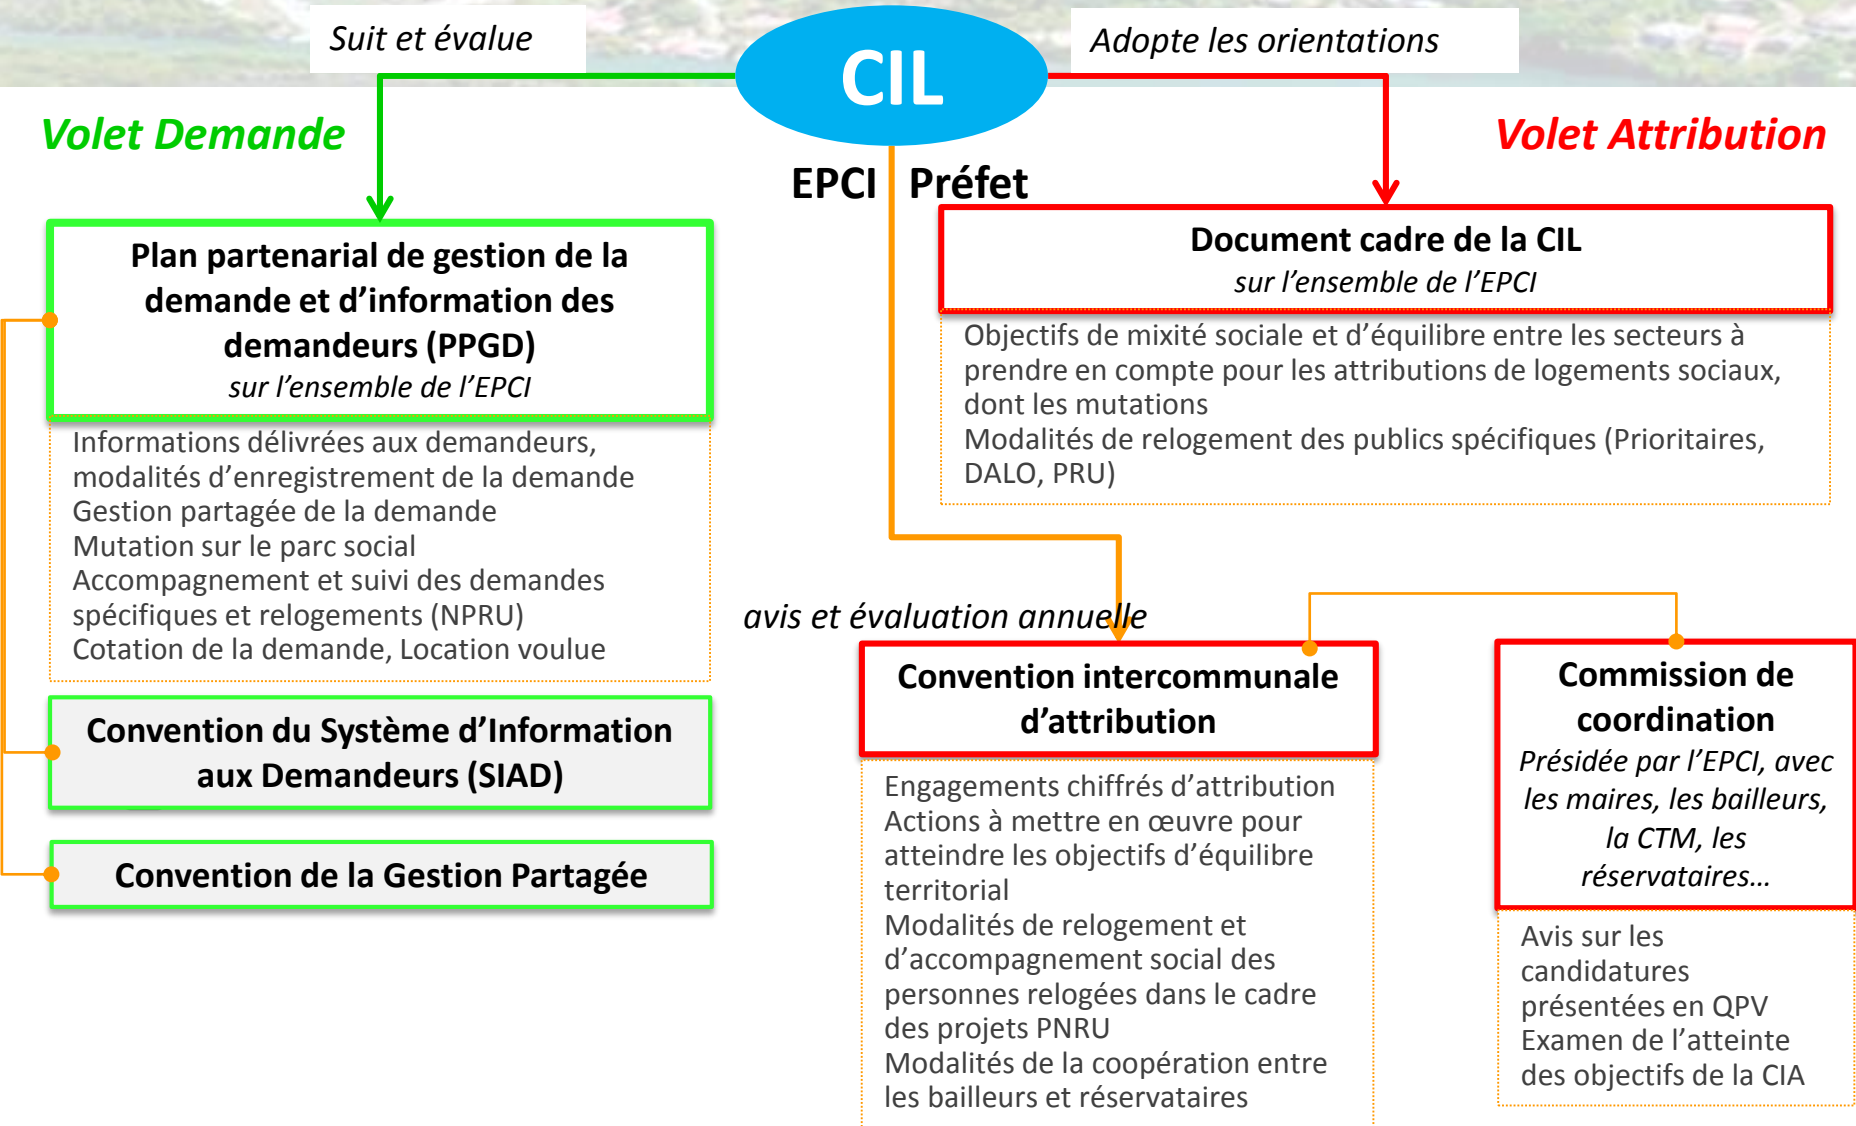 Suit et évalue
CIL
Adopte les orientations
Volet Demande
Volet Attribution
EPCI
Préfet
Plan partenarial de gestion de la
demande et d’information des
demandeurs (PPGD)
sur l’ensemble de l’EPCI
Informations délivrées aux demandeurs,
modalités d’enregistrement de la demande
Gestion partagée de la demande
Mutation sur le parc social
Accompagnement et suivi des demandes
spécifiques et relogements (NPRU)
Cotation de la demande, Location voulue
Convention du Système d’Information
aux Demandeurs (SIAD)
Convention de la Gestion Partagée
Document cadre de la CIL
sur l’ensemble de l’EPCI
Objectifs de mixité sociale et d’équilibre entre les secteurs à
prendre en compte pour les attributions de logements sociaux,
dont les mutations
Modalités de relogement des publics spécifiques (Prioritaires,
DALO, PRU)
avis et évaluation annuelle
Convention intercommunale
d’attribution
Engagements chiffrés d’attribution
Actions à mettre en œuvre pour
atteindre les objectifs d’équilibre
territorial
Modalités de relogement et
d’accompagnement social des
personnes relogées dans le cadre
des projets PNRU
Modalités de la coopération entre
les bailleurs et réservataires
Commission de
coordination
Présidée par l’EPCI, avec
les maires, les bailleurs,
la CTM, les
réservataires…
Avis sur les
candidatures
présentées en QPV
Examen de l’atteinte
des objectifs de la CIA